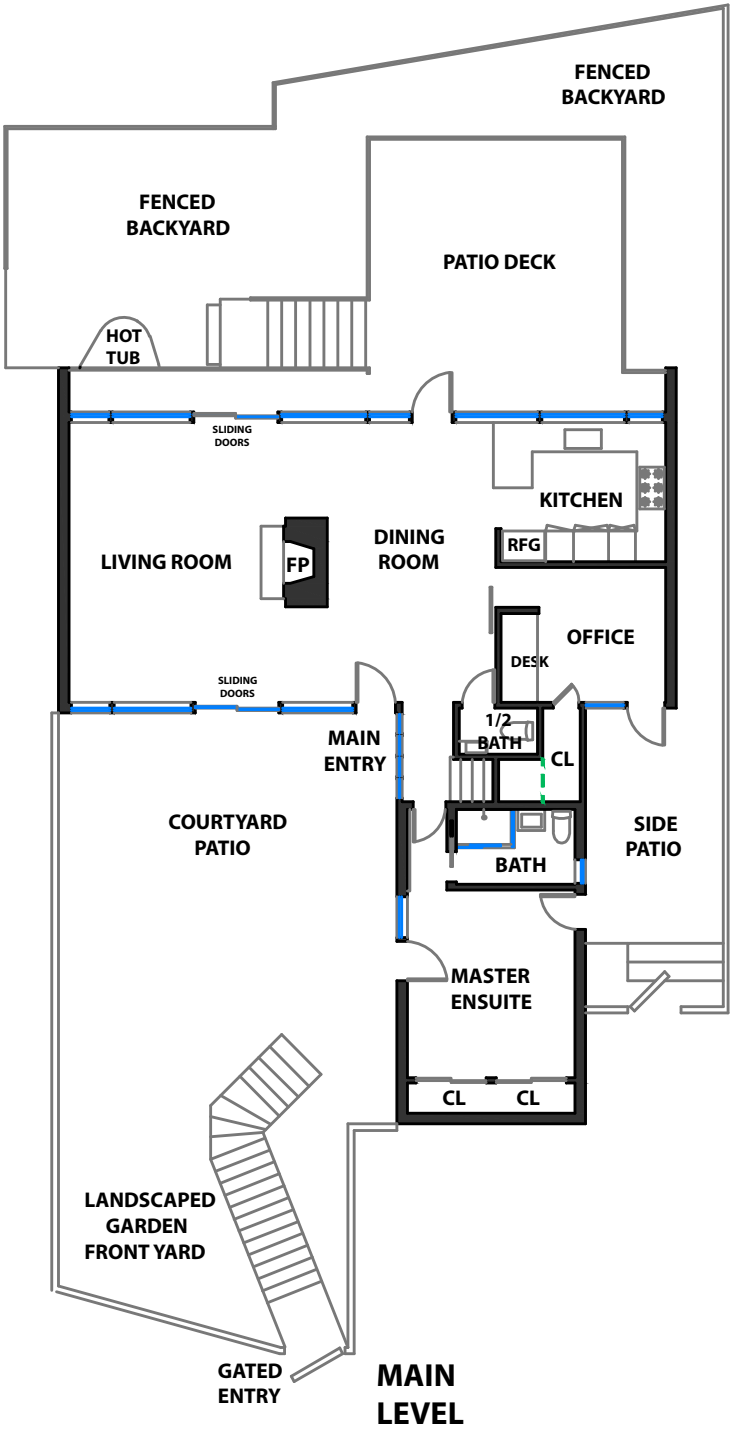 FENCED
BACKYARD
FENCED
BACKYARD
PATIO DECK
HOT
TUB
SLIDING
DOORS
KITCHEN
DINING
ROOM
RFG
LIVING ROOM
FP
OFFICE
DESK
SLIDING
DOORS
1/2
BATH
MAIN
ENTRY
CL
COURTYARD
PATIO
SIDE
PATIO
BATH
MASTER
ENSUITE
CL
CL
LANDSCAPED
GARDEN
FRONT YARD
GATED
ENTRY
MAIN
LEVEL